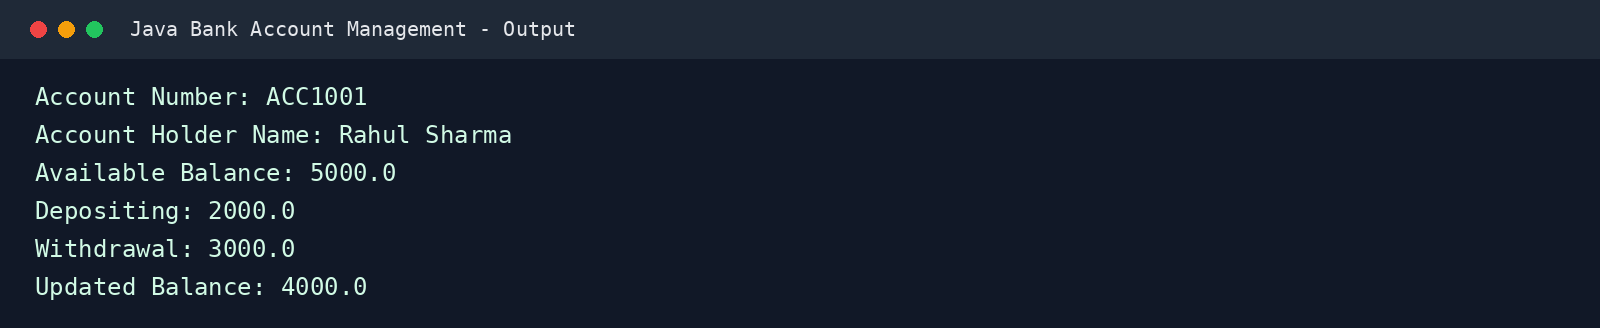 Java Bank Account Management - Output
Account Number: ACC1001
Account Holder Name: Rahul Sharma
Available Balance: 5000.0
Depositing: 2000.0
Withdrawal: 3000.0
Updated Balance: 4000.0